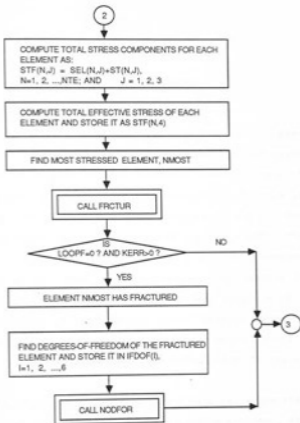 2
COMPUTE TOTAL STRESS COMPONENTS FOR EACH
ELEMENT AS:
STF(N,J) = SEL(N,J)+ST(N,J),
N=1, 2, ...,NTE; AND J = 1, 2, 3
COMPUTE TOTAL EFFECTIVE STRESS OF EACH
ELEMENT AND STORE IT AS STF(N,4)
FIND MOST STRESSED ELEMENT, NMOST
CALL FRCTUR
IS
LOOPF=0 ? AND KERR>0 ?
NO
YES
ELEMENT NMOST HAS FRACTURED
3
FIND DEGREES-OF-FREEDOM OF THE FRACTURED
ELEMENT AND STORE IT IN IFDOF(I),
I=1, 2, ...,6
CALL NODFOR